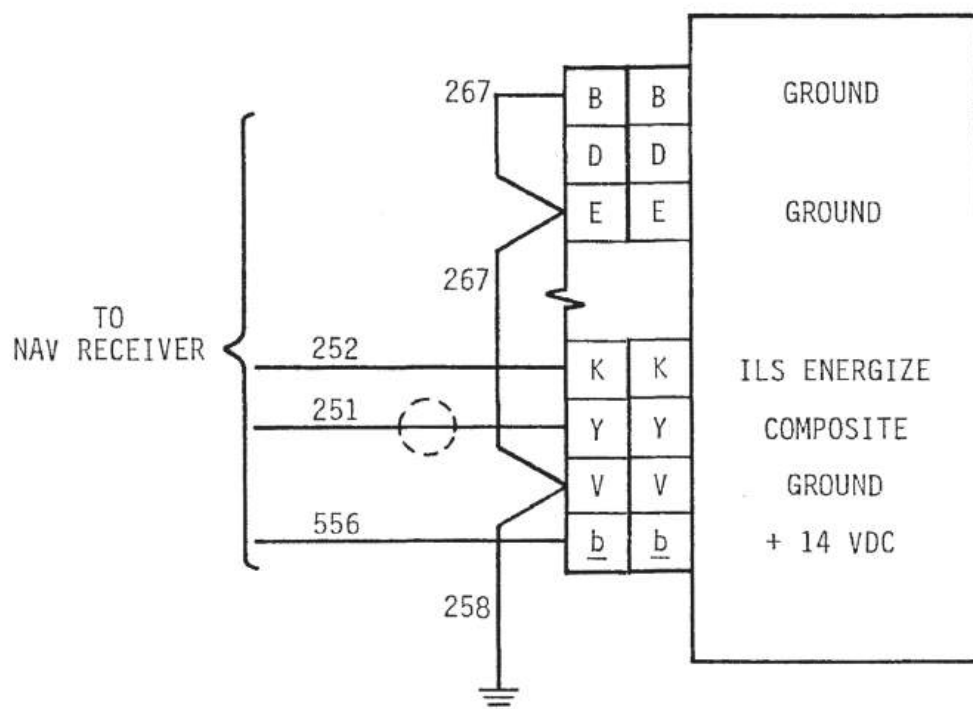 267 B B GROUND
D D
E E GROUND
267
TO
NAV RECEIVER
252 K K ILS ENERGIZE
251 Y Y COMPOSITE
V V GROUND
556 b b + 14 VDC
258